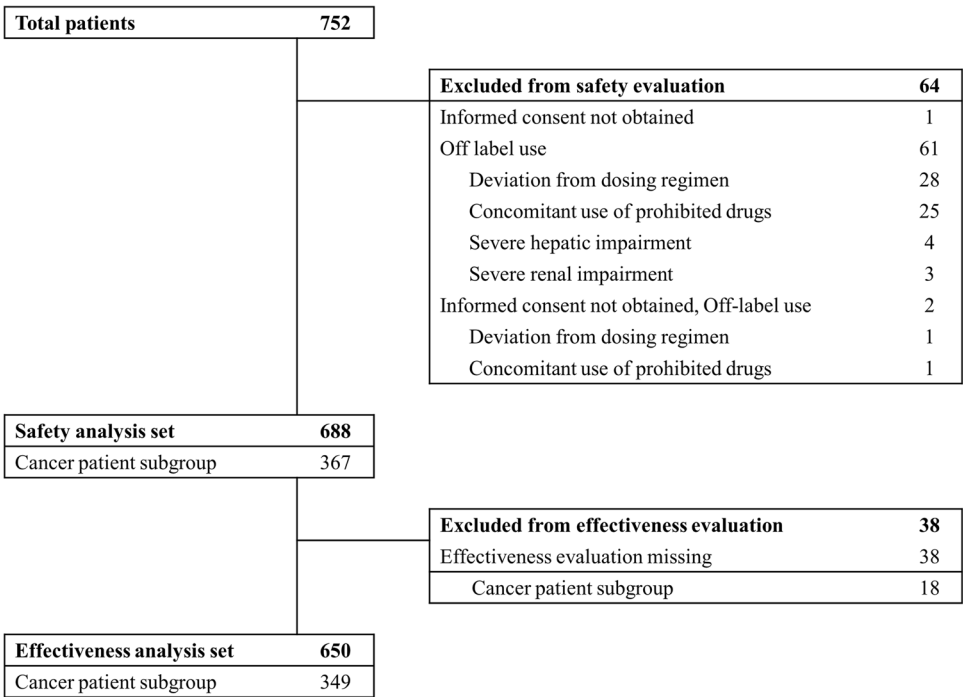 Total patients 752
Excluded from safety evaluation 64
Informed consent not obtained 1
Off label use 61
Deviation from dosing regimen 28
Concomitant use of prohibited drugs 25
Severe hepatic impairment 4
Severe renal impairment 3
Informed consent not obtained, Off-label use 2
Deviation from dosing regimen 1
Concomitant use of prohibited drugs 1
Safety analysis set 688
Cancer patient subgroup 367
Excluded from effectiveness evaluation 38
Effectiveness evaluation missing 38
Cancer patient subgroup 18
Effectiveness analysis set 650
Cancer patient subgroup 349